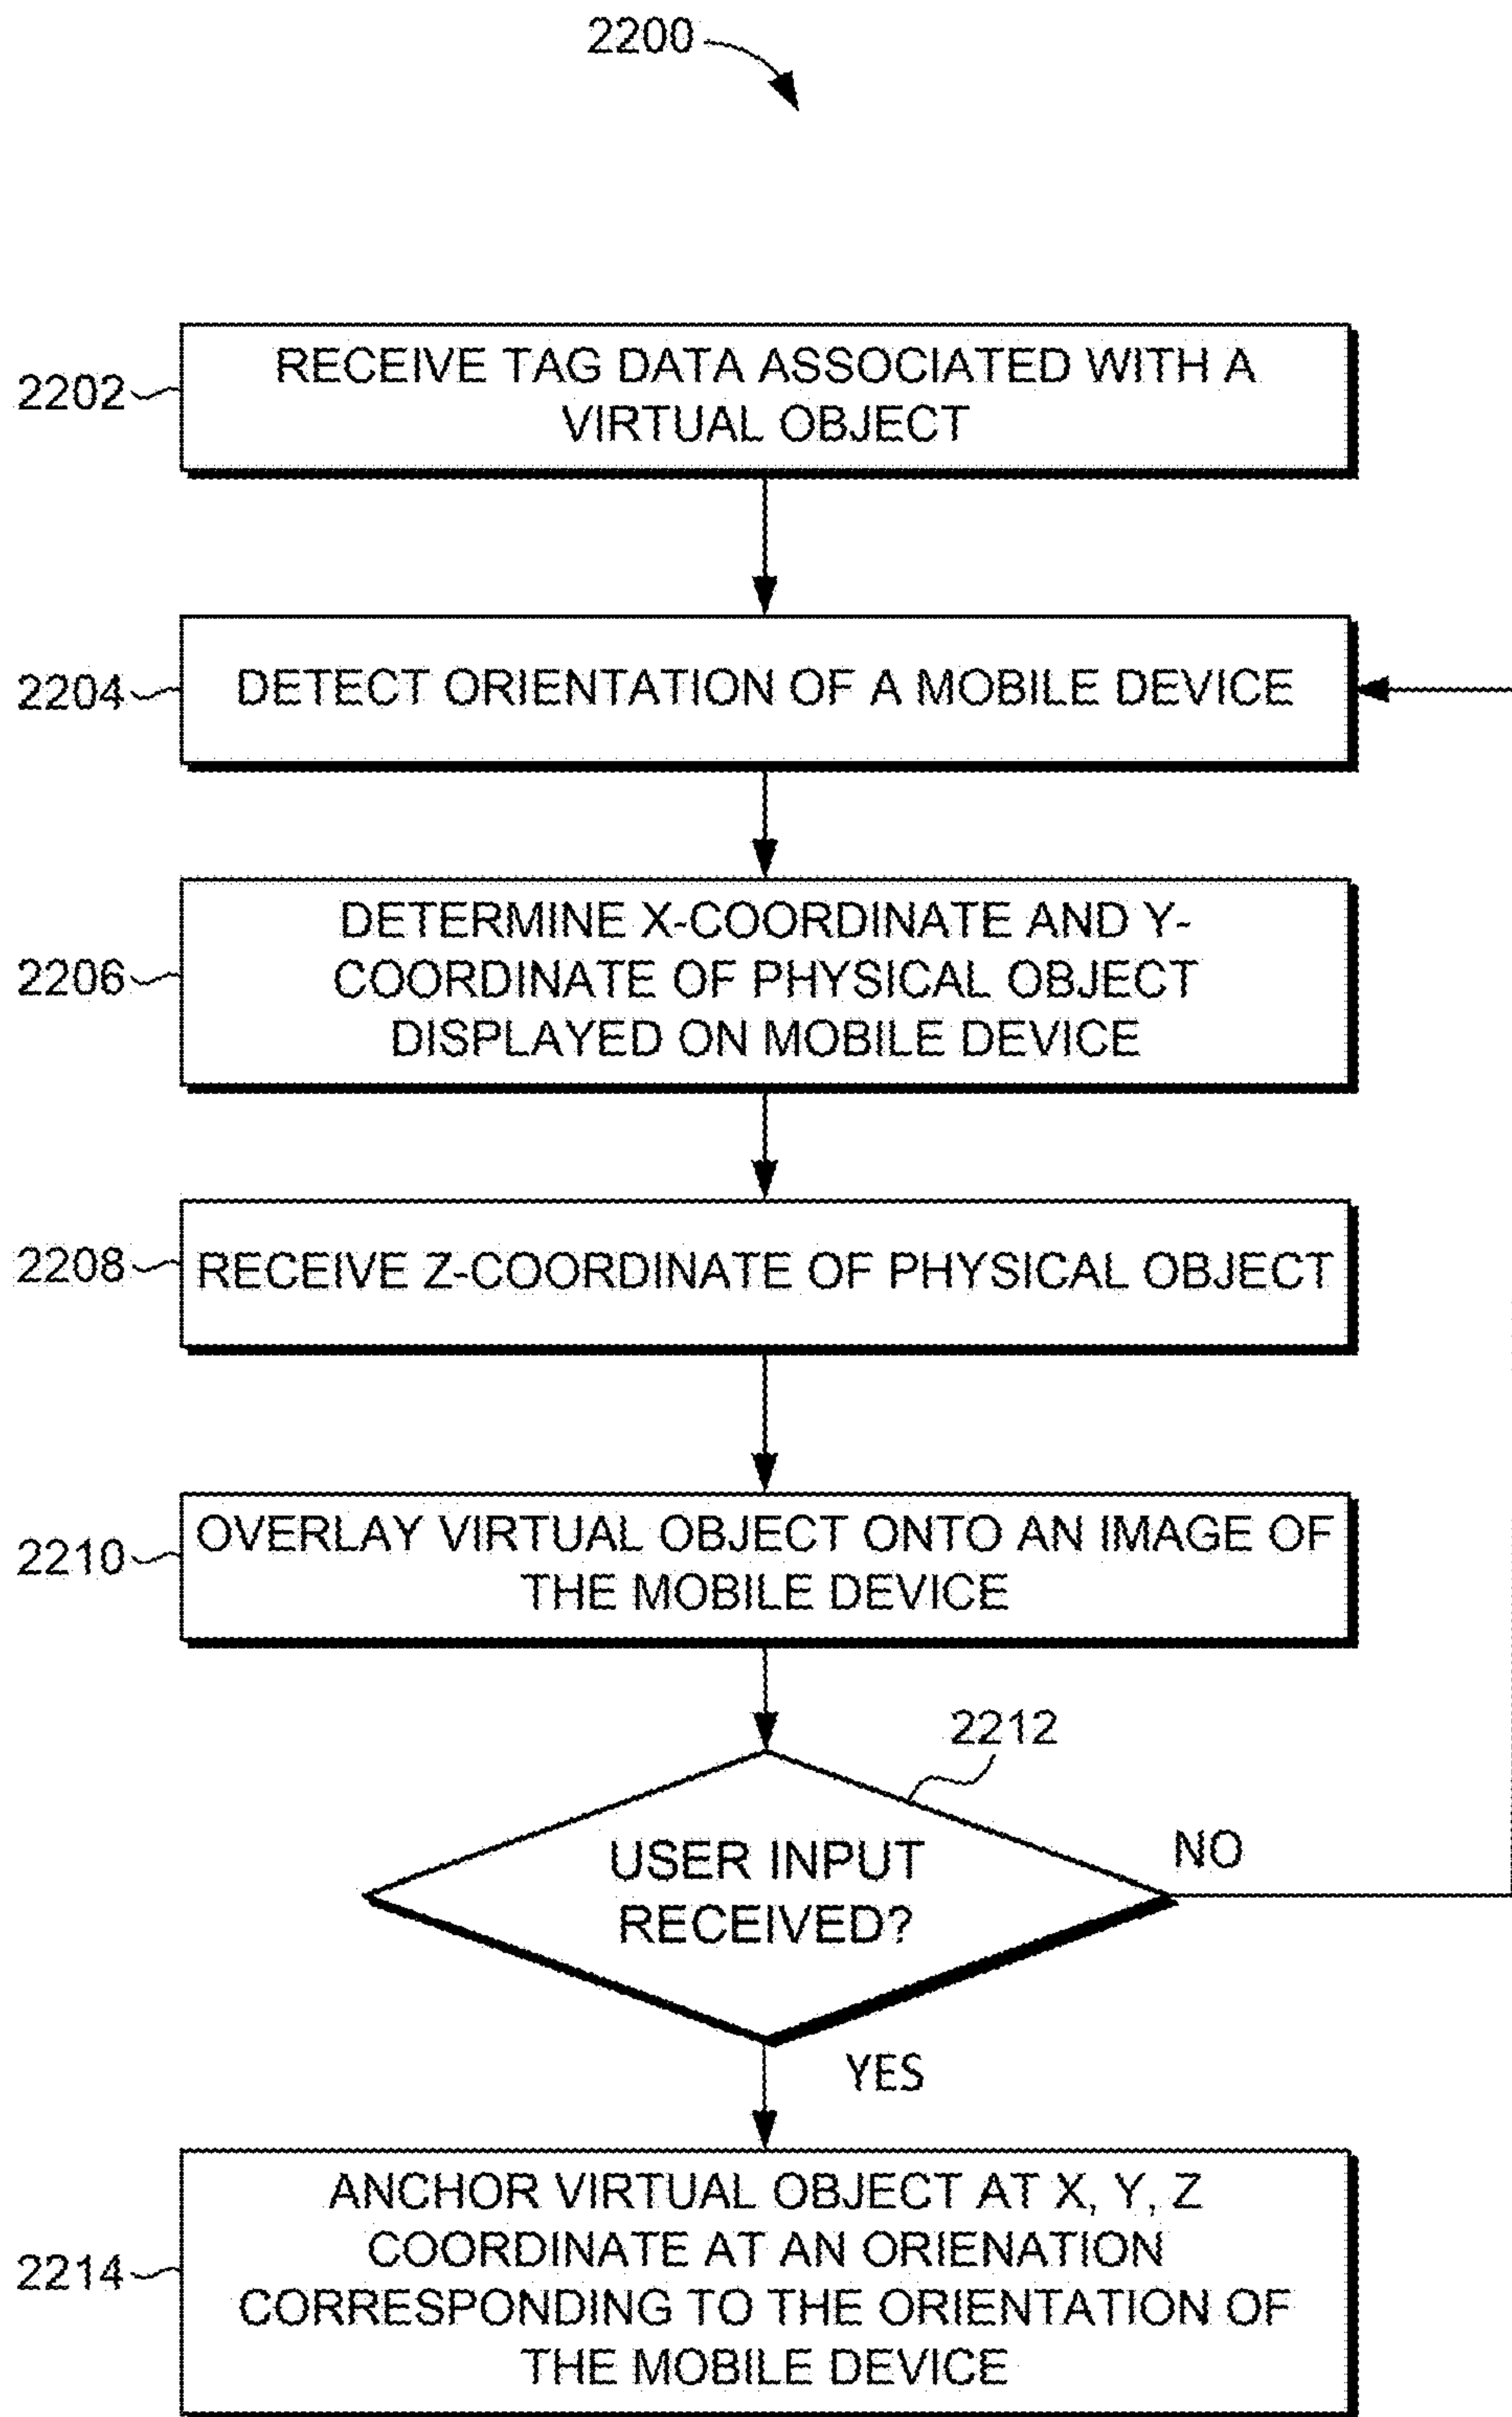 2200
2202
RECEIVE TAG DATA ASSOCIATED WITH A
VIRTUAL OBJECT
2204
DETECT ORIENTATION OF A MOBILE DEVICE
2206
DETERMINE X-COORDINATE AND Y-
COORDINATE OF PHYSICAL OBJECT
DISPLAYED ON MOBILE DEVICE
2208
RECEIVE Z-COORDINATE OF PHYSICAL OBJECT
2210
OVERLAY VIRTUAL OBJECT ONTO AN IMAGE OF
THE MOBILE DEVICE
2212
USER INPUT
RECEIVED?
NO
YES
2214
ANCHOR VIRTUAL OBJECT AT X, Y, Z
COORDINATE AT AN ORIENATION
CORRESPONDING TO THE ORIENTATION OF
THE MOBILE DEVICE